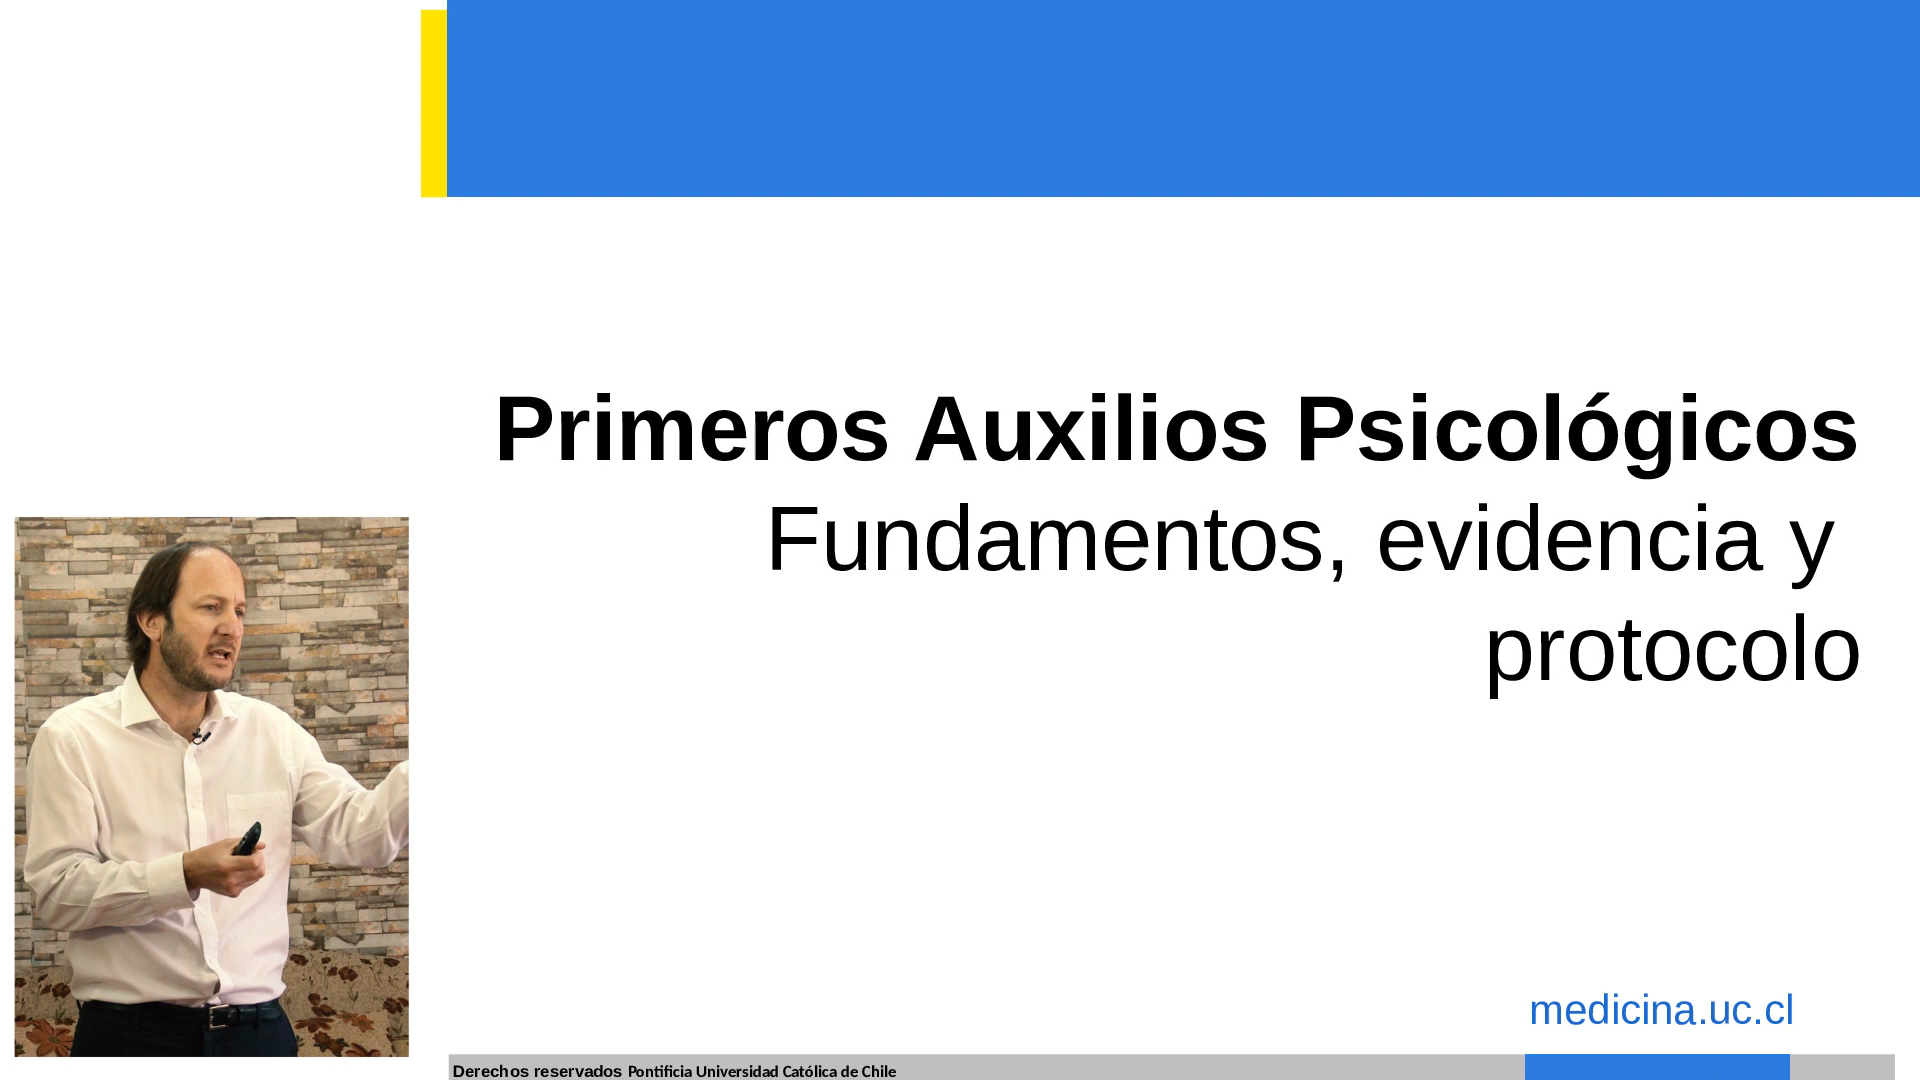 Primeros Auxilios Psicológicos
Fundamentos, evidencia y
protocolo
medicina.uc.cl
Derechos reservados Pontificia Universidad Católica de Chile